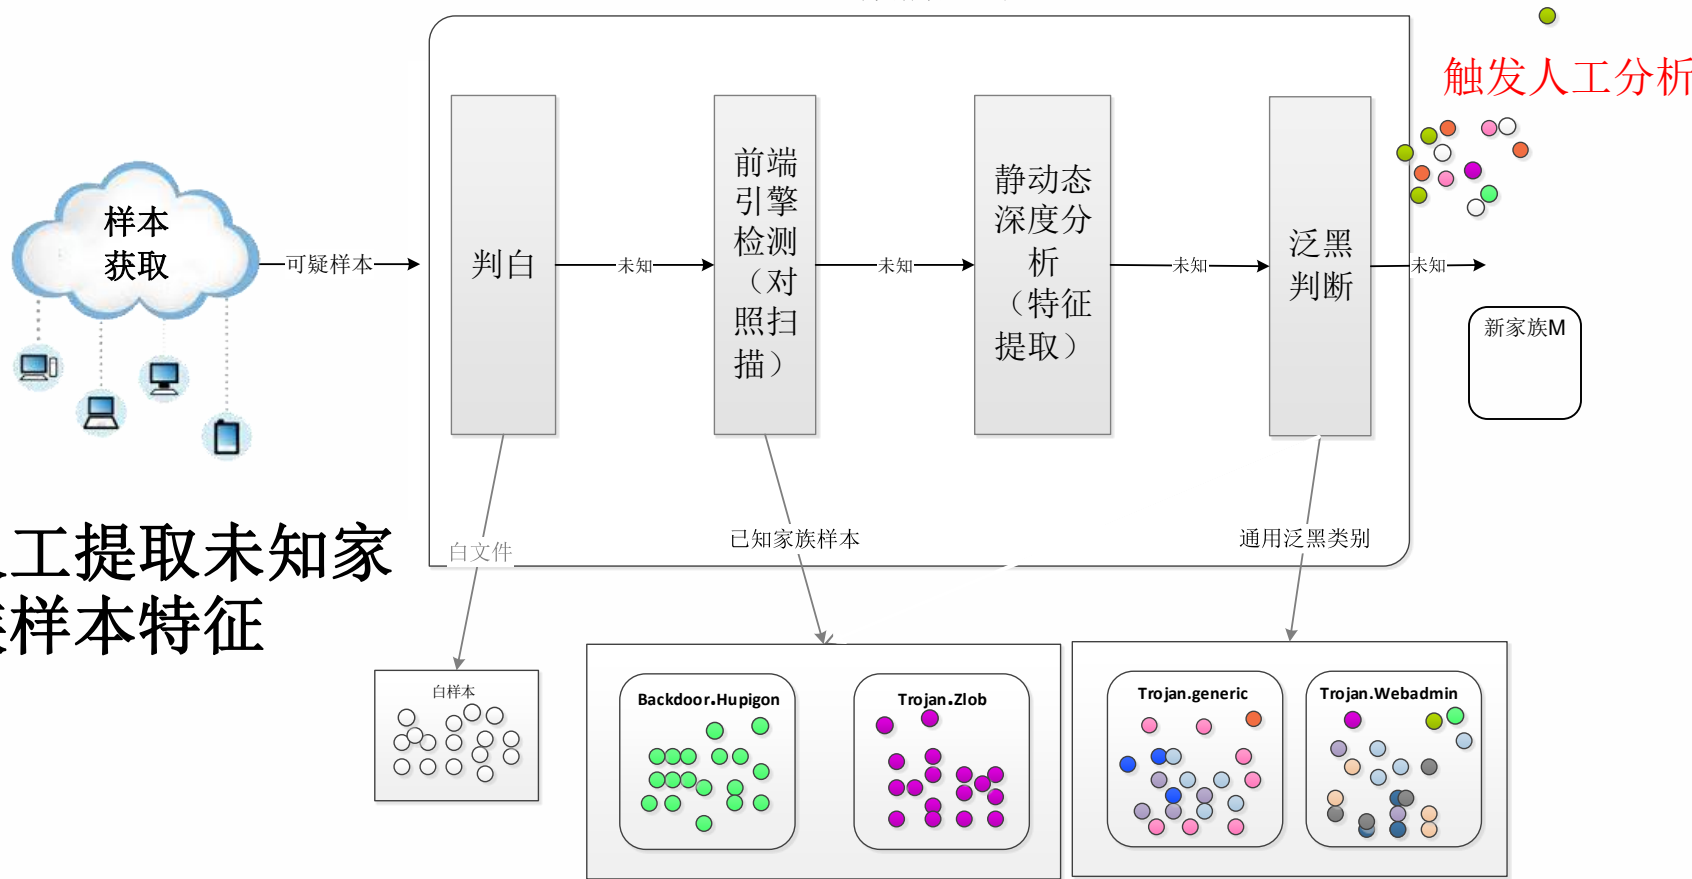 触发人工分析
样本
获取
可疑样本
判白
未知
前端
引擎
检测
（对
照扫
描）
未知
静动态
深度分
析
（特征
提取）
未知
泛黑
判断
未知
新家族M
工提取未知家
样本特征
白文件
已知家族样本
通用泛黑类别
白样本
Backdoor.Hupigon
Trojan.Zlob
Trojan.generic
Trojan.Webadmin